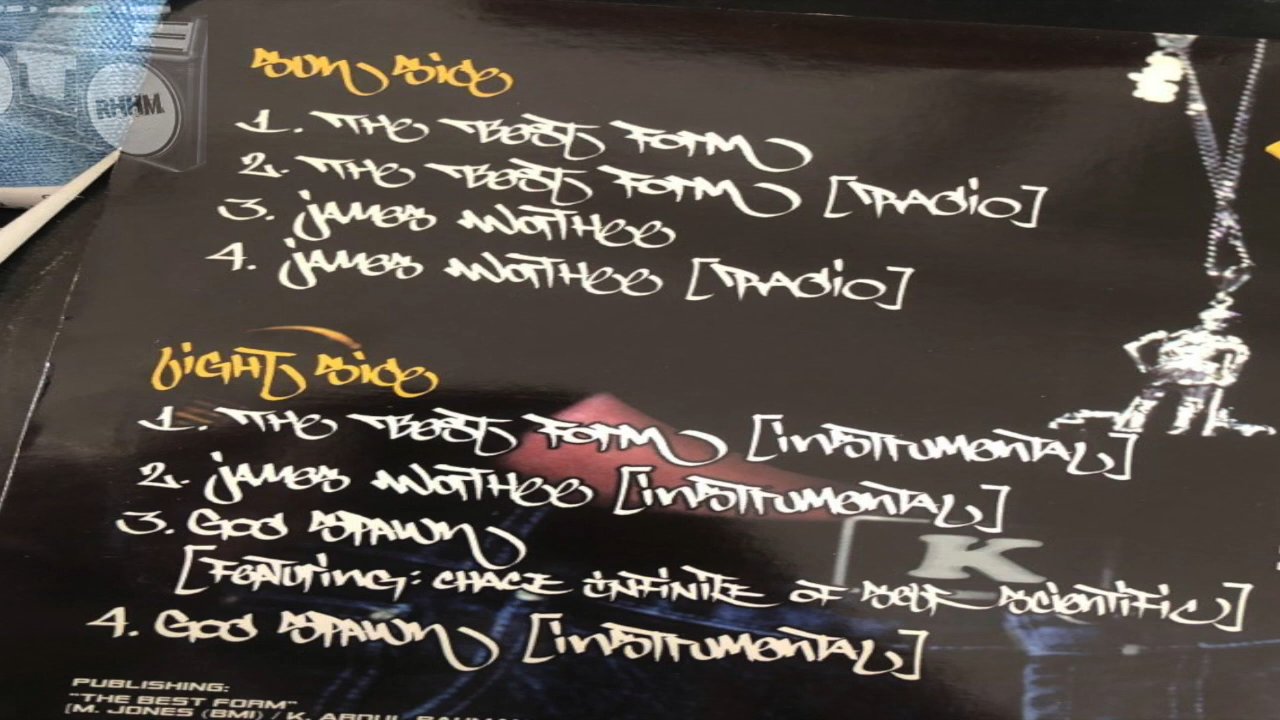 RHHM
Sun Side
1. The Best Form
2. The Best Form [Radio]
3. James Worthee
4. James Worthee [Radio]
Light Side
1. The Best Form [instrumental]
2. James Worthee [instrumental]
3. God Spawn
[Featuring: Chace Infinite of Self Scientific]
4. God Spawn [instrumental]
K
PUBLISHING:
"THE BEST FORM"
(M. JONES (BMI) / K. ABDUL